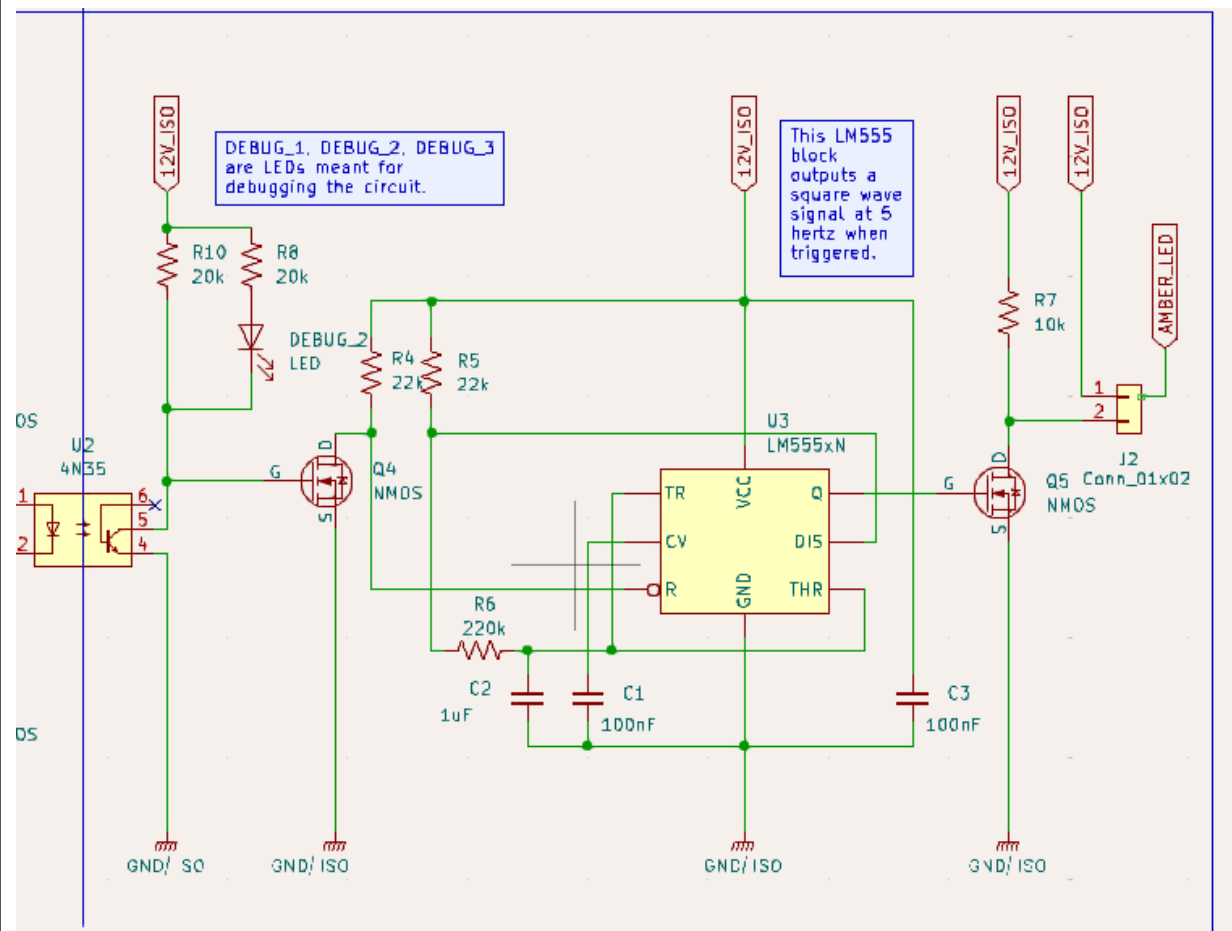 12V_ISO
DEBUG_1, DEBUG_2, DEBUG_3
are LEDs meant for
debugging the circuit.
12V_ISO
This LM555
block
outputs a
square wave
signal at 5
hertz when
triggered.
12V_ISO
12V_ISO
AMBER_LED
R10
20k
R8
20k
DEBUG_2
LED
R4
22k
R5
22k
R7
10k
OS
U2
4N35
1
2
6
5
4
G
D
S
Q4
NMOS
U3
LM555xN
TR
CV
R
VCC
GND
Q
DIS
THR
G
D
S
Q5
NMOS
1
2
J2
Conn_01x02
R6
220k
C2
1uF
C1
100nF
C3
100nF
OS
GND/ISO
GND/ISO
GND/ISO
GND/ISO